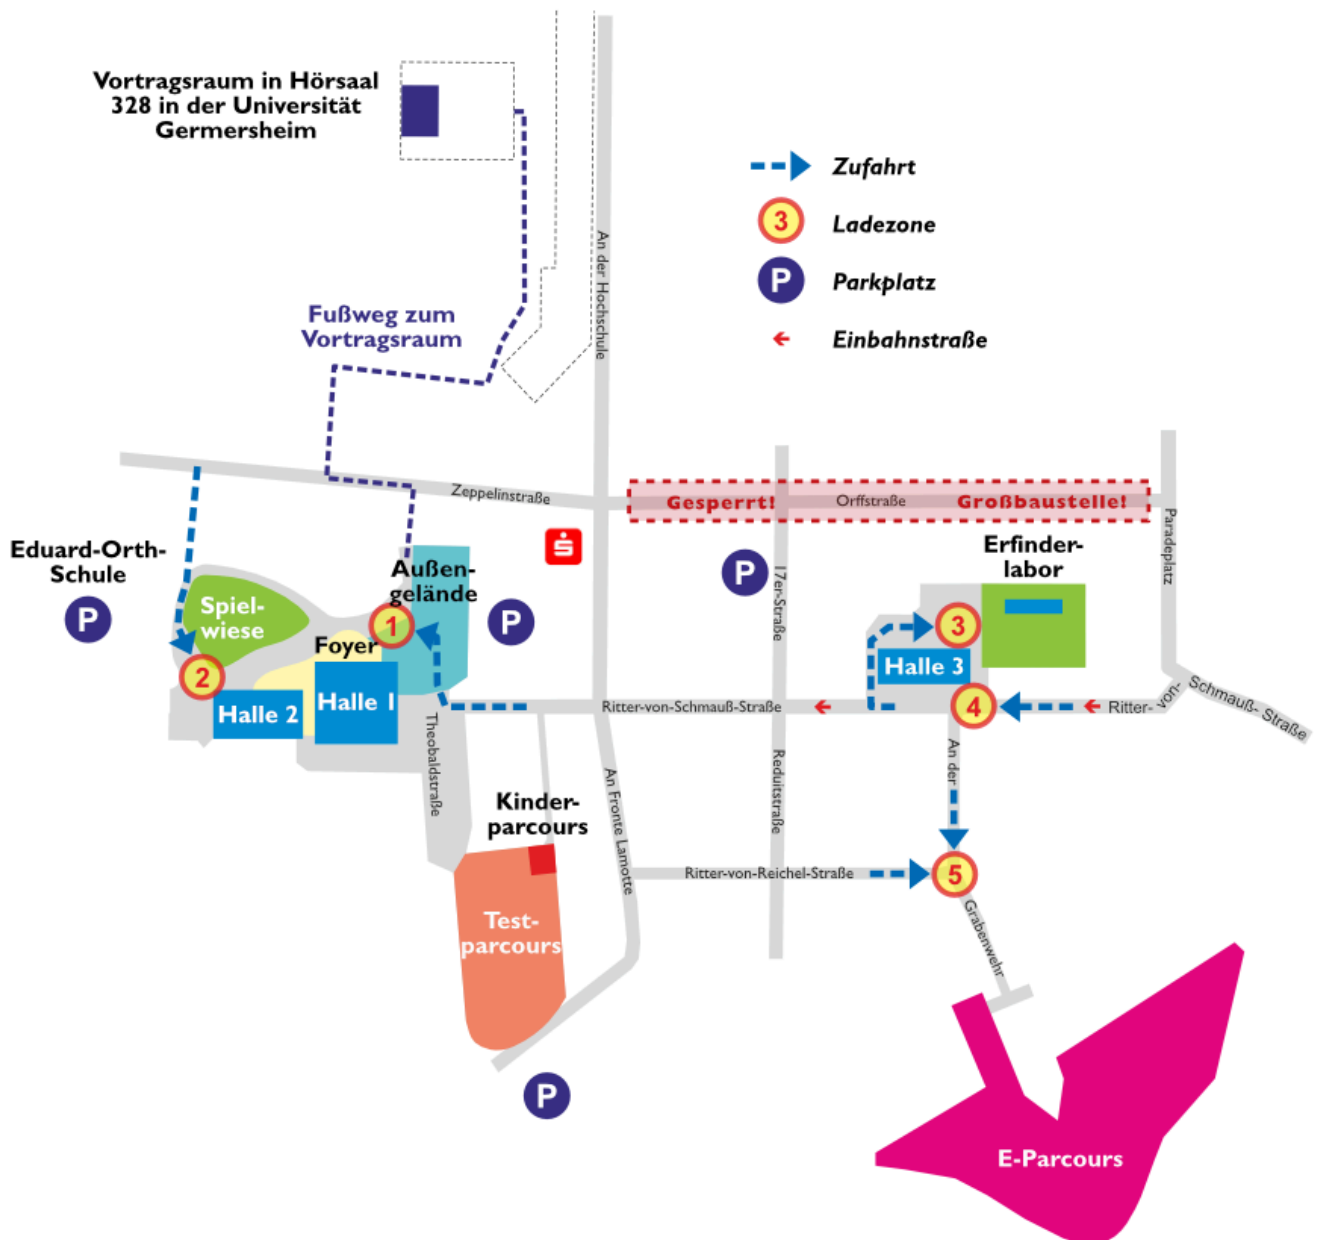 Vortragsraum in Hörsaal
328 in der Universität
Germersheim
Zufahrt
3
Ladezone
P
Parkplatz
Einbahnstraße
An der Hochschule
Fußweg zum
Vortragsraum
Zeppelinstraße
Gesperrt!
Orffstraße
Großbaustelle!
Paradeplatz
Eduard-Orth-
Schule
P
Spiel-
wiese
Außen-
gelände
1
P
P
17er-Straße
Erfinder-
labor
3
Foyer
2
Halle 2
Halle 1
Halle 3
4
Ritter-von-Schmauß-Straße
Ritter-
von-
Schmauß- Straße
Theobaldstraße
An Fronte Lamotte
Reduitstraße
An der
Kinder-
parcours
Ritter-von-Reichel-Straße
5
Grabenwehr
Test-
parcours
P
E-Parcours